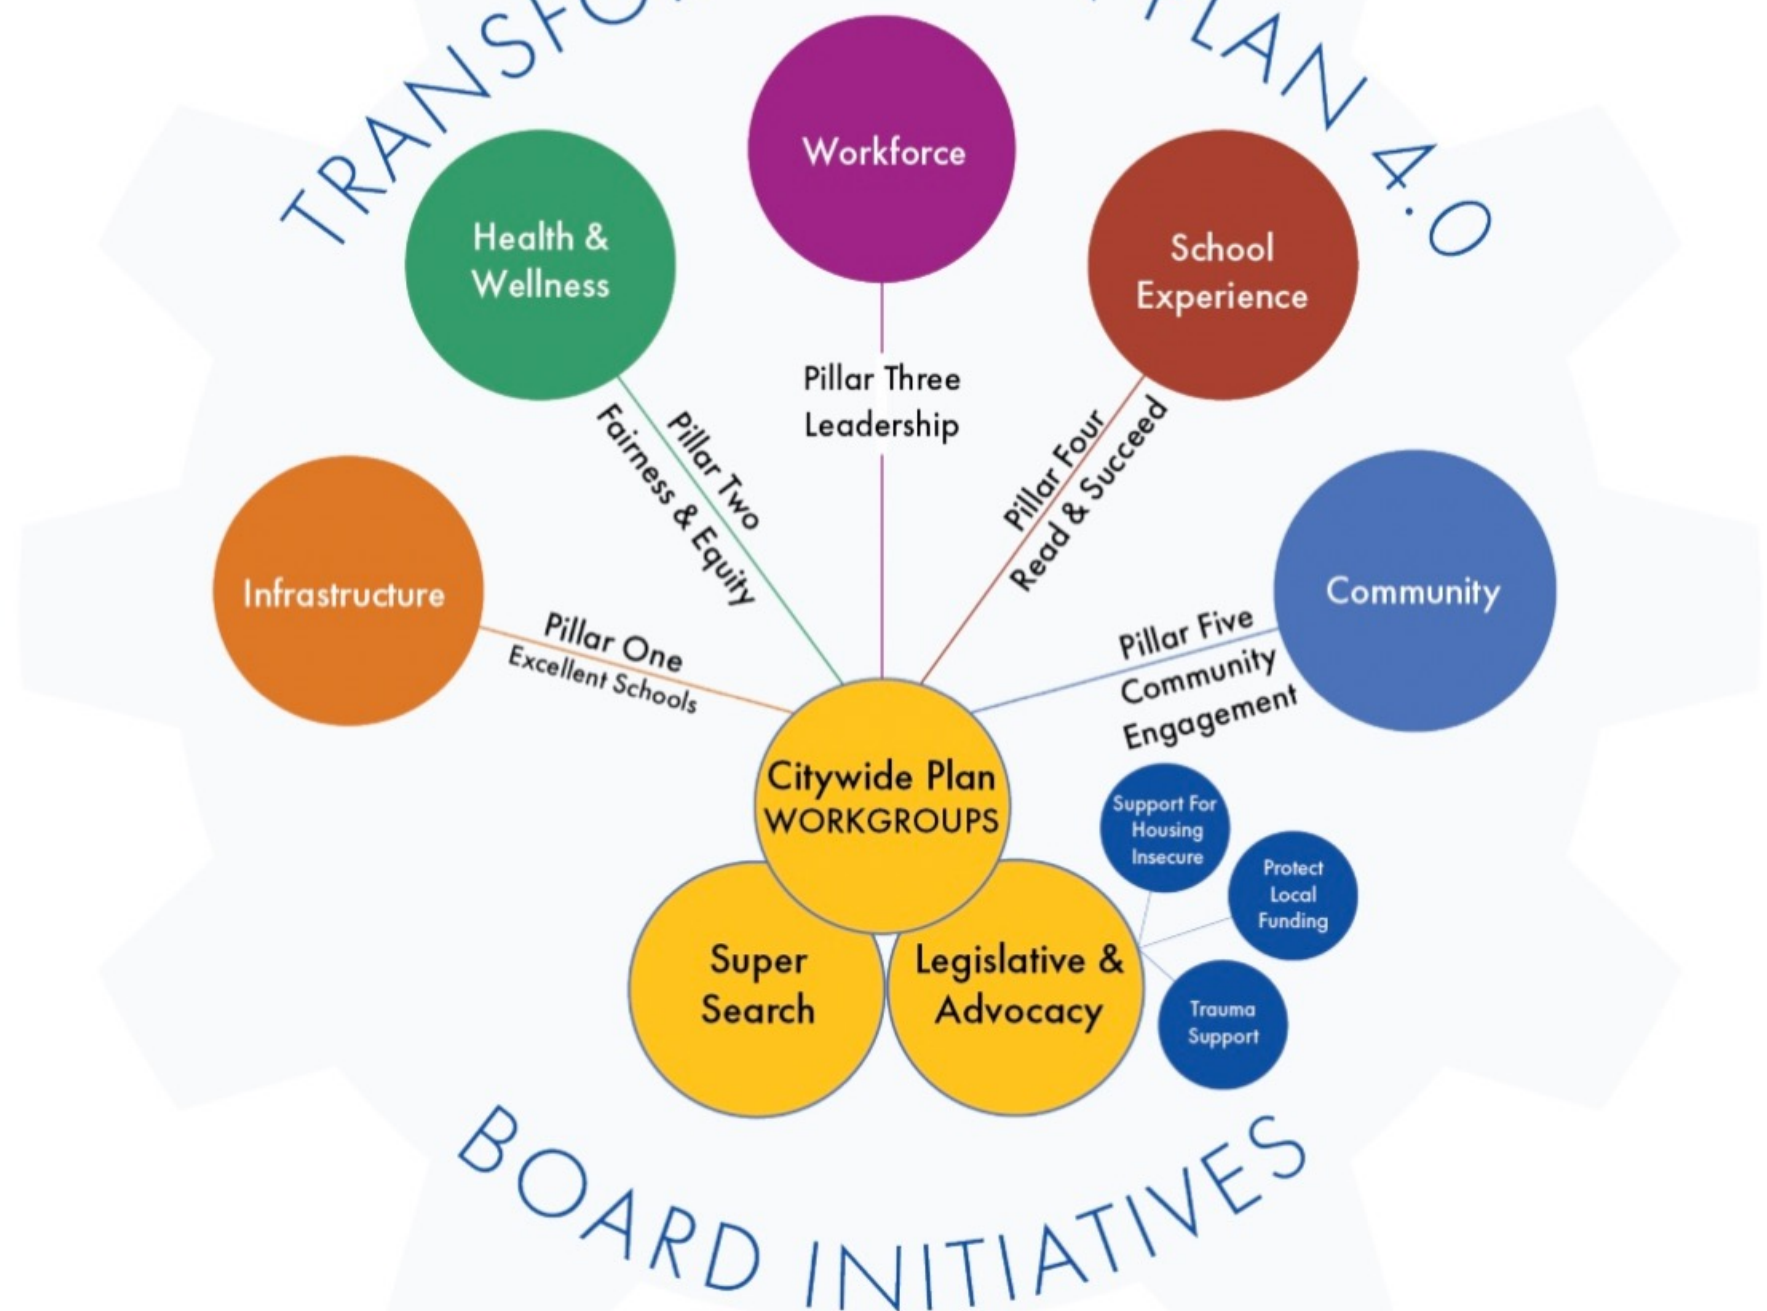 PLAN 4.0
Workforce
Health &
Wellness
School
Experience
Pillar Three
Leadership
Pillar Two
Fairness & Equity
Pillar Four
Read & Succeed
Infrastructure
Community
Pillar One
Excellent Schools
Pillar Five
Community
Engagement
Citywide Plan
WORKGROUPS
Support For
Housing
Insecure
Protect
Local
Funding
Super
Search
Legislative &
Advocacy
Trauma
Support
BOARD INITIATIVES